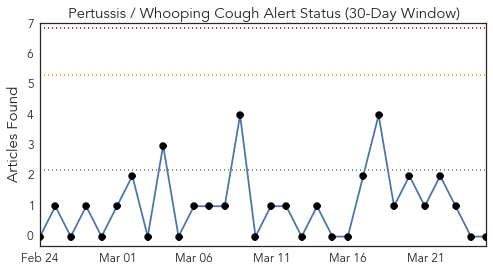 Pertussis / Whooping Cough Alert Status (30-Day Window)
Articles Found
7
6
5
4
3
2
1
0
Feb 24 Mar 01 Mar 06 Mar 11 Mar 16 Mar 21